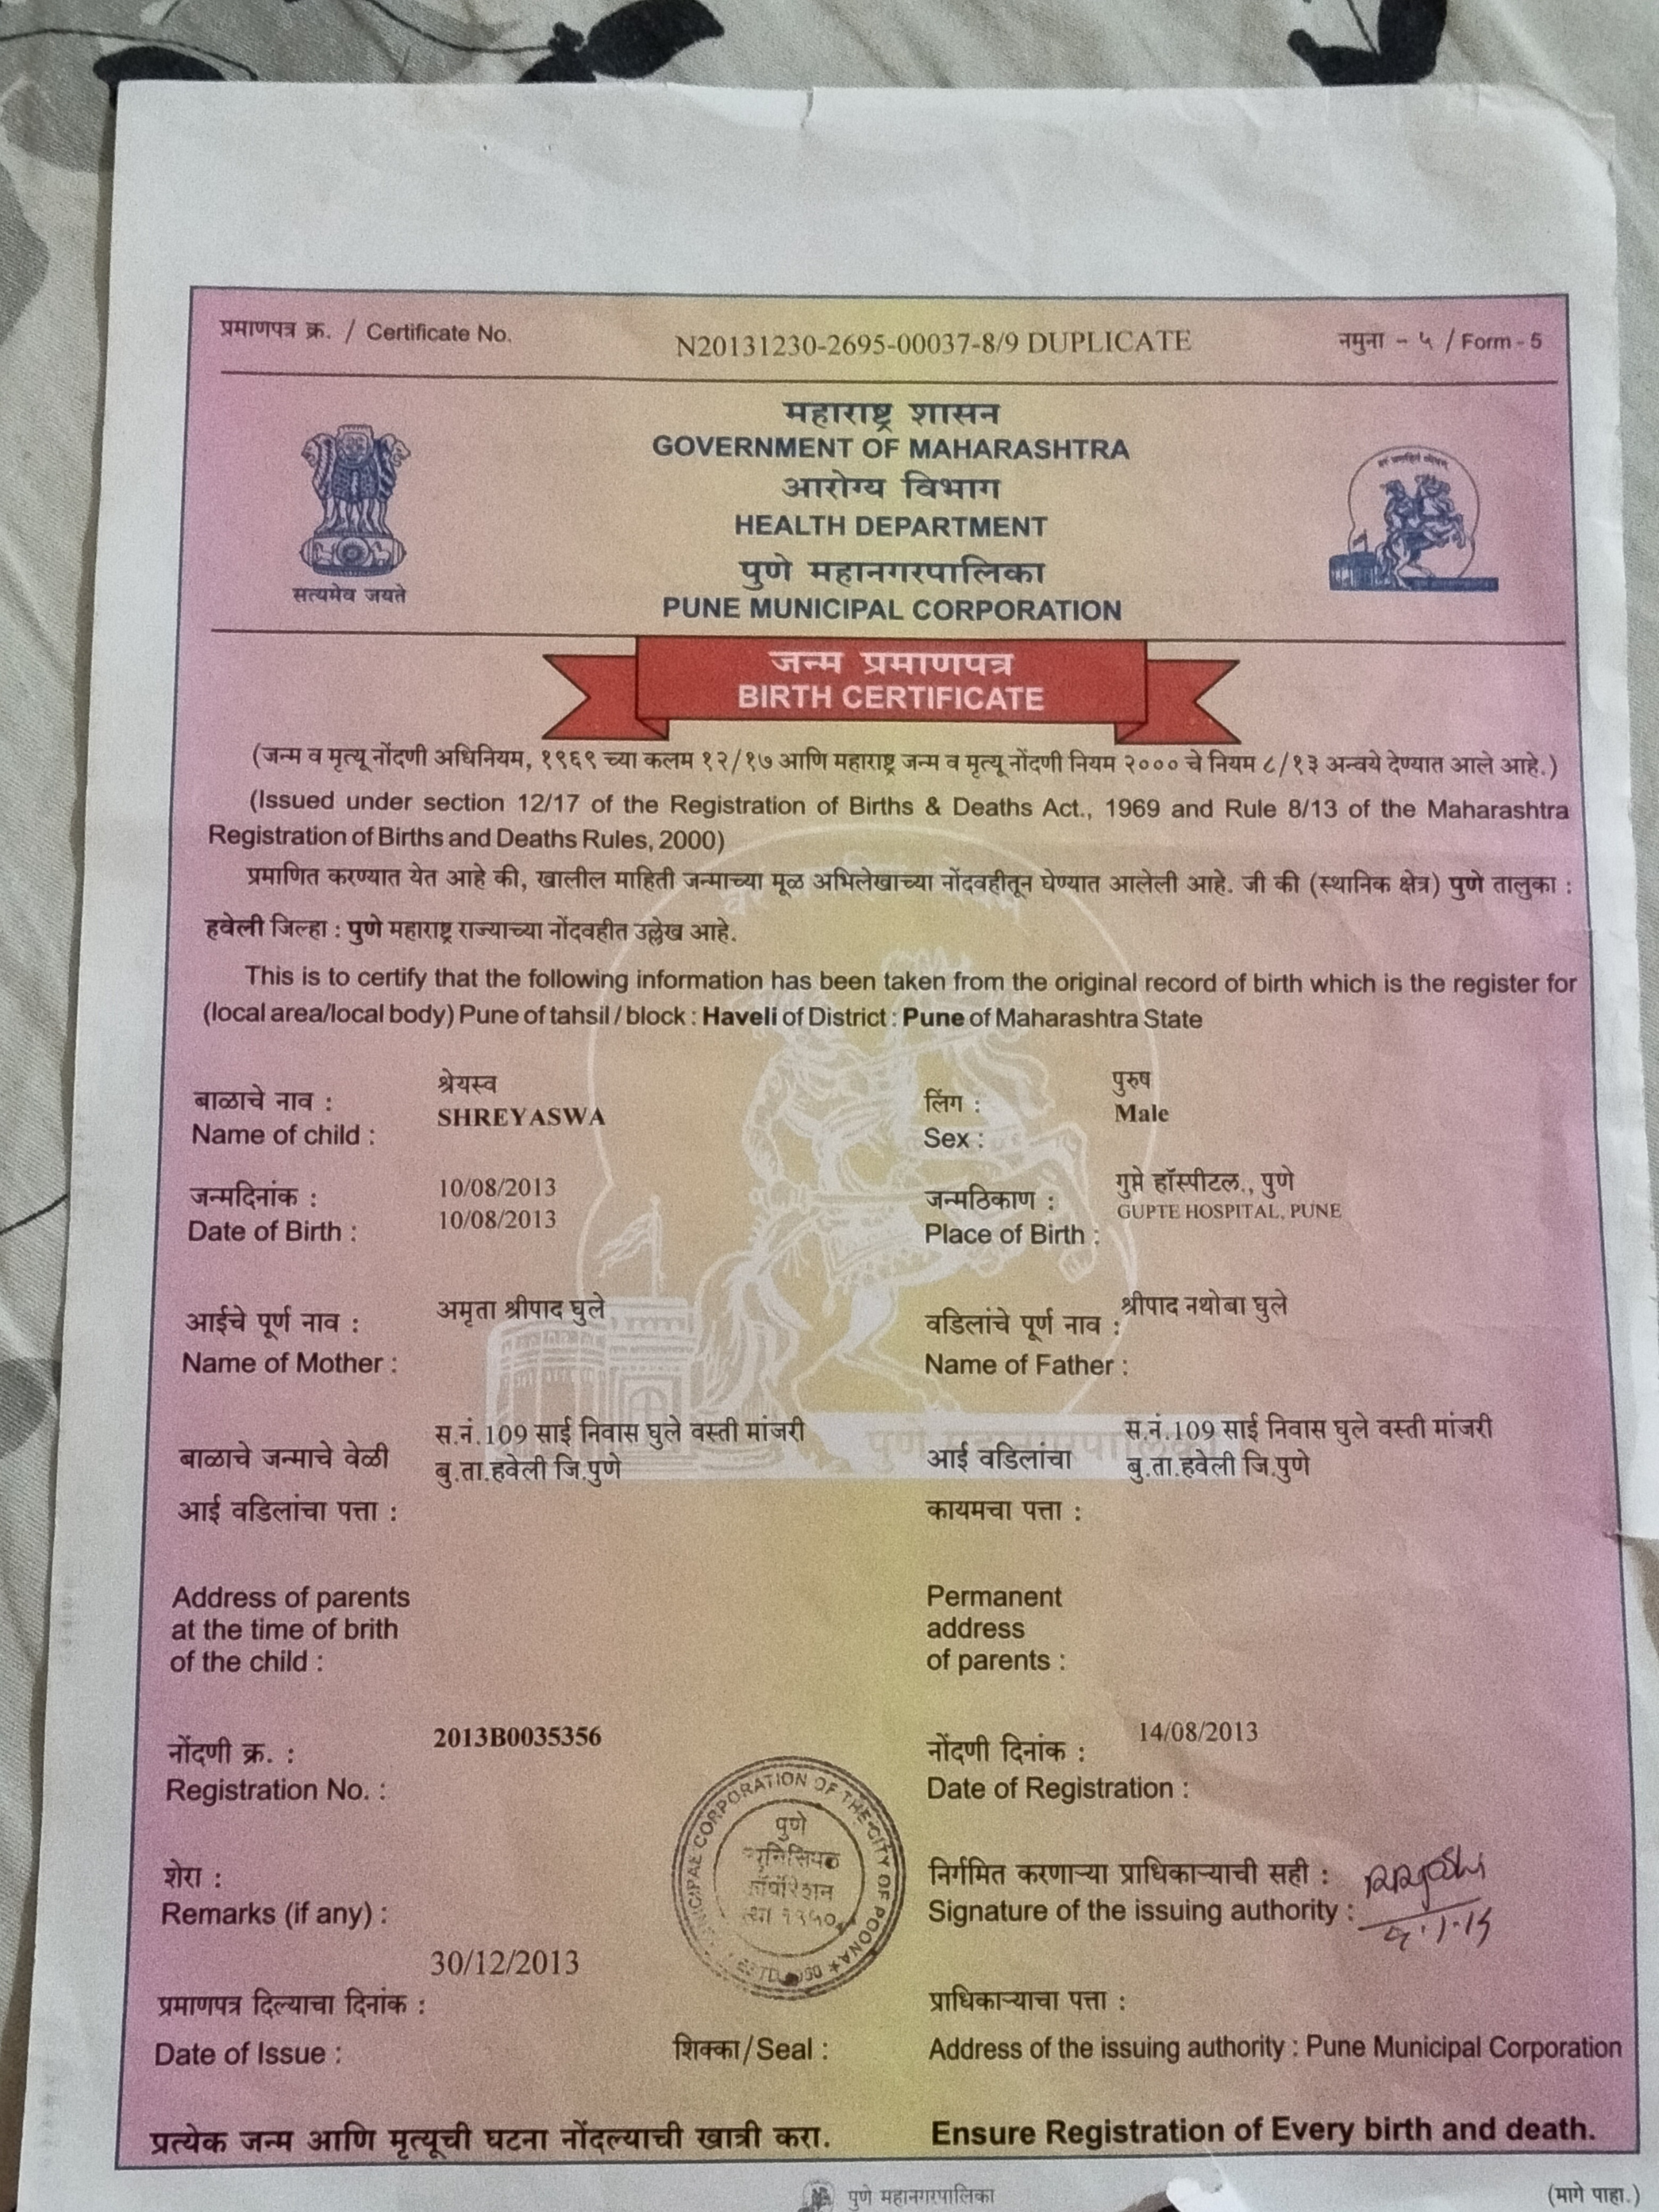 प्रमाणपत्र क्र. / Certificate No. N20131230-2695-00037-8/9 DUPLICATE नमुना - ५ / Form - 5
महाराष्ट्र शासन
GOVERNMENT OF MAHARASHTRA
आरोग्य विभाग
HEALTH DEPARTMENT
पुणे महानगरपालिका
PUNE MUNICIPAL CORPORATION
सत्यमेव जयते
जन्म प्रमाणपत्र
BIRTH CERTIFICATE
(जन्म व मृत्यू नोंदणी अधिनियम, १९६९ च्या कलम १२/१७ आणि महाराष्ट्र जन्म व मृत्यू नोंदणी नियम २००० चे नियम ८/१३ अन्वये देण्यात आले आहे.)
(Issued under section 12/17 of the Registration of Births & Deaths Act., 1969 and Rule 8/13 of the Maharashtra
Registration of Births and Deaths Rules, 2000)
प्रमाणित करण्यात येत आहे की, खालील माहिती जन्माच्या मूळ अभिलेखाच्या नोंदवहीतून घेण्यात आलेली आहे. जी की (स्थानिक क्षेत्र) पुणे तालुका :
हवेली जिल्हा : पुणे महाराष्ट्र राज्याच्या नोंदवहीत उल्लेख आहे.
This is to certify that the following information has been taken from the original record of birth which is the register for
(local area/local body) Pune of tahsil / block : Haveli of District : Pune of Maharashtra State
बाळाचे नाव : श्रेयस्व
Name of child : SHREYASWA
लिंग : पुरुष
Sex : Male
जन्मदिनांक : 10/08/2013
Date of Birth : 10/08/2013
जन्मठिकाण : गुप्ते हॉस्पीटल., पुणे
Place of Birth : GUPTE HOSPITAL, PUNE
आईचे पूर्ण नाव : अमृता श्रीपाद घुले
Name of Mother :
वडिलांचे पूर्ण नाव : श्रीपाद नथोबा घुले
Name of Father :
बाळाचे जन्माचे वेळी स.नं.109 साई निवास घुले वस्ती मांजरी
आई वडिलांचा पत्ता : बु.ता.हवेली जि.पुणे
आई वडिलांचा स.नं.109 साई निवास घुले वस्ती मांजरी
कायमचा पत्ता : बु.ता.हवेली जि.पुणे
Address of parents
at the time of brith
of the child :
Permanent
address
of parents :
नोंदणी क्र. : 2013B0035356
Registration No. :
नोंदणी दिनांक : 14/08/2013
Date of Registration :
शेरा :
Remarks (if any) :
MUNICIPAL CORPORATION OF THE CITY OF POONA
पुणे
निर्गमित करणाऱ्या प्राधिकाऱ्याची सही :
Signature of the issuing authority :
30/12/2013
प्रमाणपत्र दिल्याचा दिनांक :
Date of Issue :
शिक्का/Seal :
प्राधिकाऱ्याचा पत्ता :
Address of the issuing authority : Pune Municipal Corporation
प्रत्येक जन्म आणि मृत्यूची घटना नोंदल्याची खात्री करा. Ensure Registration of Every birth and death.
पुणे महानगरपालिका
(मागे पाहा.)